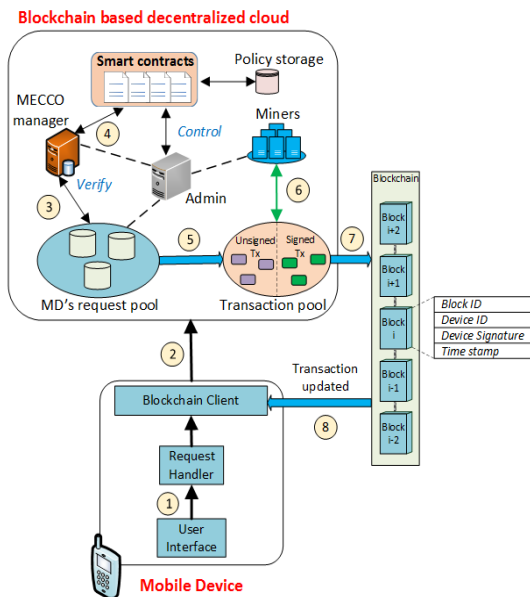 Blockchain based decentralized cloud
Smart contracts
Policy storage
MECCO
manager
4
Control
Miners
Verify
Admin
3
6
5
Unsigned
Tx
Signed
Tx
7
MD's request pool
Transaction pool
Blockchain
Block
i+2
Block
i+1
Block
i
Block
i-1
Block
i-2
Block ID
Device ID
Device Signature
Time stamp
2
Transaction
updated
8
Blockchain Client
Request
Handler
1
User
Interface
Mobile Device